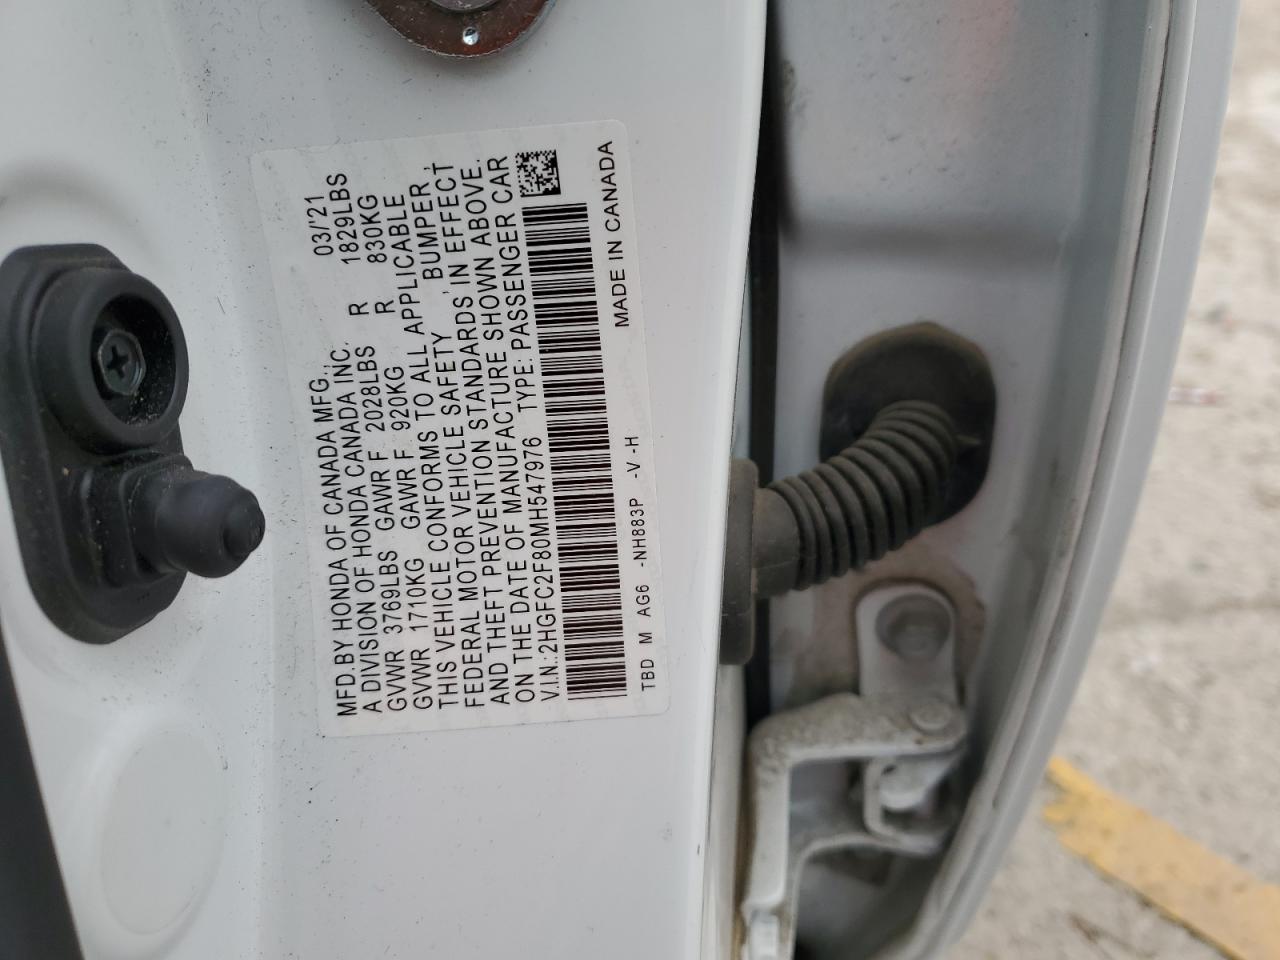 MFD. BY HONDA OF CANADA MFG., 03/'21
A DIVISION OF HONDA CANADA INC.
GVWR 3769LBS GAWR F 2028LBS R 1829LBS
GVWR 1710KG GAWR F 920KG R 830KG
THIS VEHICLE CONFORMS TO ALL APPLICABLE
FEDERAL MOTOR VEHICLE SAFETY, BUMPER,
AND THEFT PREVENTION STANDARDS IN EFFECT
ON THE DATE OF MANUFACTURE SHOWN ABOVE.
V.I.N.:2HGFC2F80MH547976 TYPE: PASSENGER CAR
TBD M AG6 -NH883P -V -H MADE IN CANADA